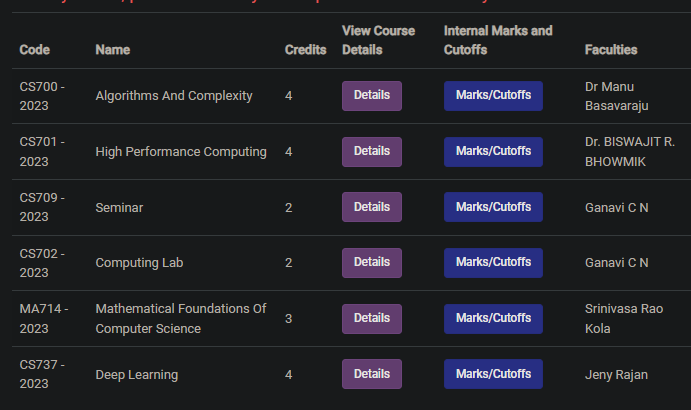 View Course Internal Marks and
Code Name Credits Details Cutoffs Faculties
CS700 - Dr Manu
Algorithms And Complexity 4 Details Marks/Cutoffs
2023 Basavaraju
CS701 - Dr. BISWAJIT R.
High Performance Computing 4 Details Marks/Cutoffs
2023 BHOWMIK
CS709 -
Seminar 2 Details Marks/Cutoffs Ganavi C N
2023
CS702 -
Computing Lab 2 Details Marks/Cutoffs Ganavi C N
2023
MA714 - Mathematical Foundations Of Srinivasa Rao
3 Details Marks/Cutoffs
2023 Computer Science Kola
CS737 -
Deep Learning 4 Details Marks/Cutoffs Jeny Rajan
2023